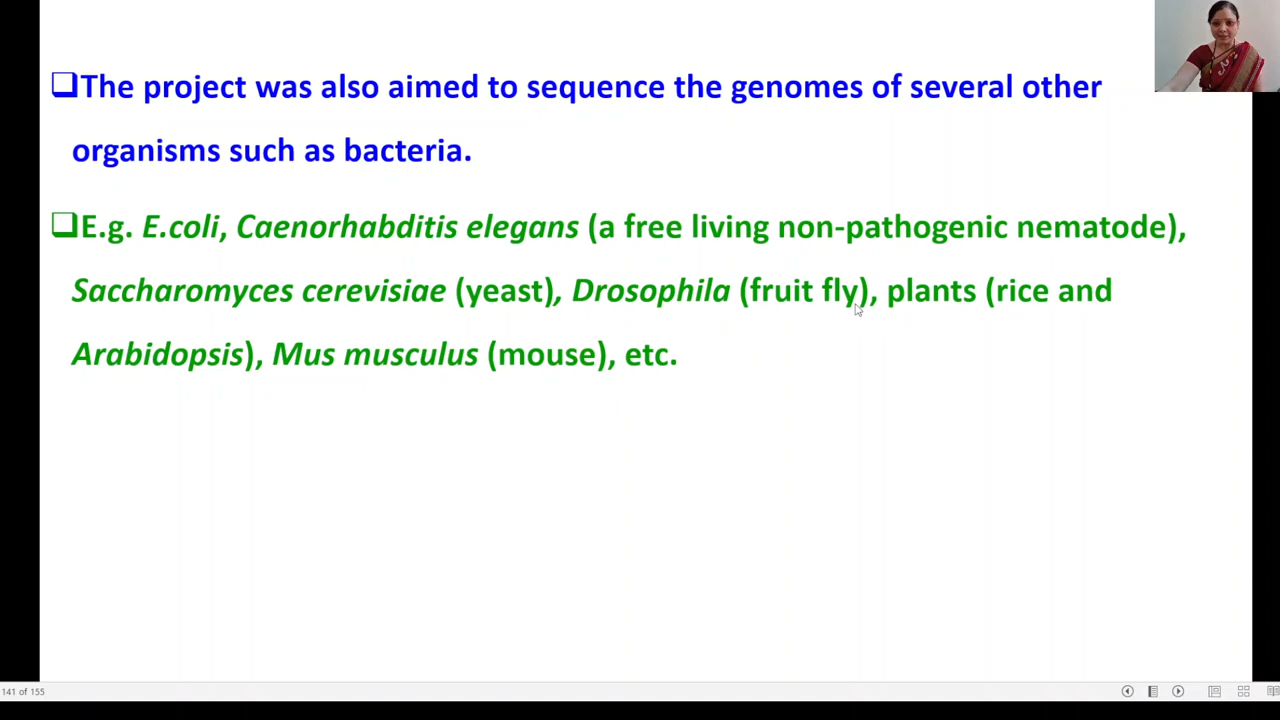 The project was also aimed to sequence the genomes of several other
organisms such as bacteria.
E.g. E.coli, Caenorhabditis elegans (a free living non-pathogenic nematode),
Saccharomyces cerevisiae (yeast), Drosophila (fruit fly), plants (rice and
Arabidopsis), Mus musculus (mouse), etc.
141 of 155